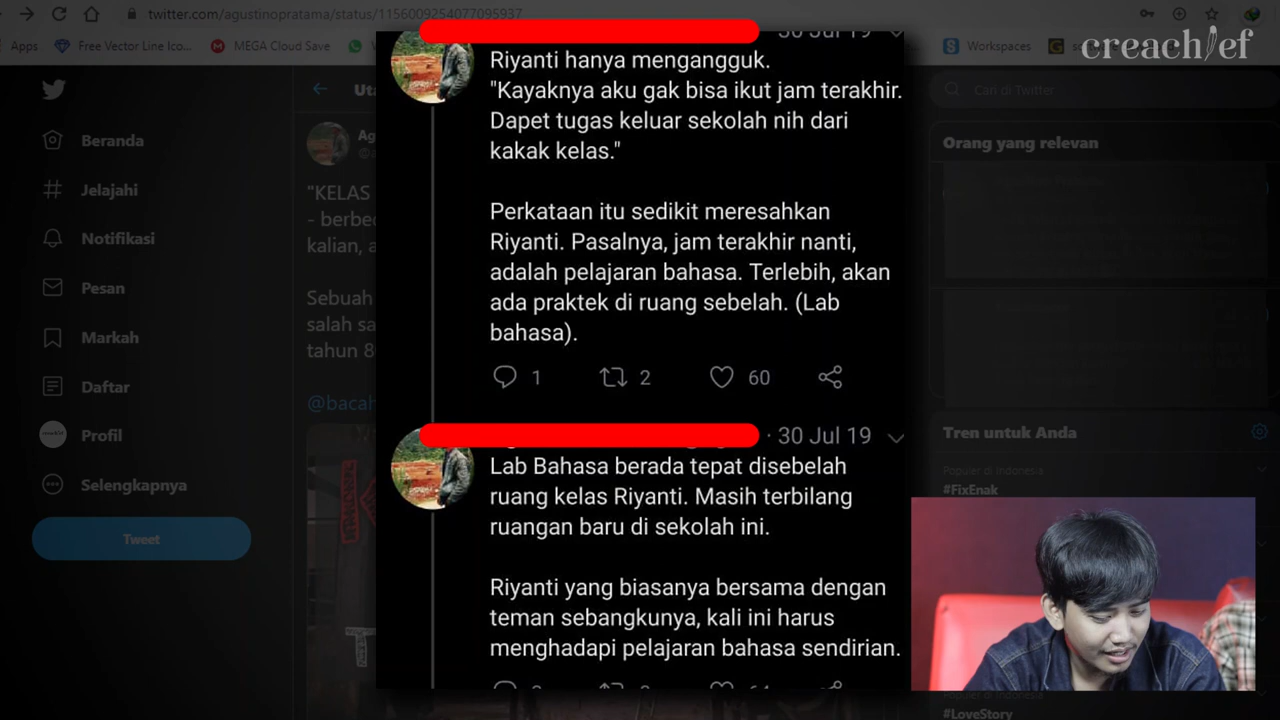 twitter.com/agustinopratama/status/1156009254077095937
Apps
Free Vector Line Ico...
MEGA Cloud Save
Workspaces
creachief
Beranda
Jelajahi
Notifikasi
Pesan
Markah
Daftar
Profil
Selengkapnya
Tweet
Uta
Ag
"KELAS
- berbed
kalian, a
Sebuah
salah sa
tahun 8
@bacah
30 Jul 19
Riyanti hanya mengangguk.
"Kayaknya aku gak bisa ikut jam terakhir.
Dapet tugas keluar sekolah nih dari
kakak kelas."
Perkataan itu sedikit meresahkan
Riyanti. Pasalnya, jam terakhir nanti,
adalah pelajaran bahasa. Terlebih, akan
ada praktek di ruang sebelah. (Lab
bahasa).
1 2 60
· 30 Jul 19
Lab Bahasa berada tepat disebelah
ruang kelas Riyanti. Masih terbilang
ruangan baru di sekolah ini.
Riyanti yang biasanya bersama dengan
teman sebangkunya, kali ini harus
menghadapi pelajaran bahasa sendirian.
Cari di Twitter
Orang yang relevan
Tren untuk Anda
Populer di Indonesia
#FixEnak
#LoveStory